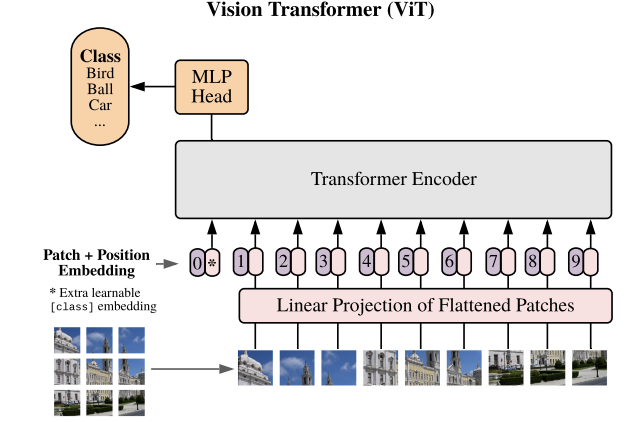 Vision Transformer (ViT)
Class
Bird
Ball
Car
...
MLP
Head
Transformer Encoder
Patch + Position
Embedding
* Extra learnable
[class] embedding
0 * 1 2 3 4 5 6 7 8 9
Linear Projection of Flattened Patches